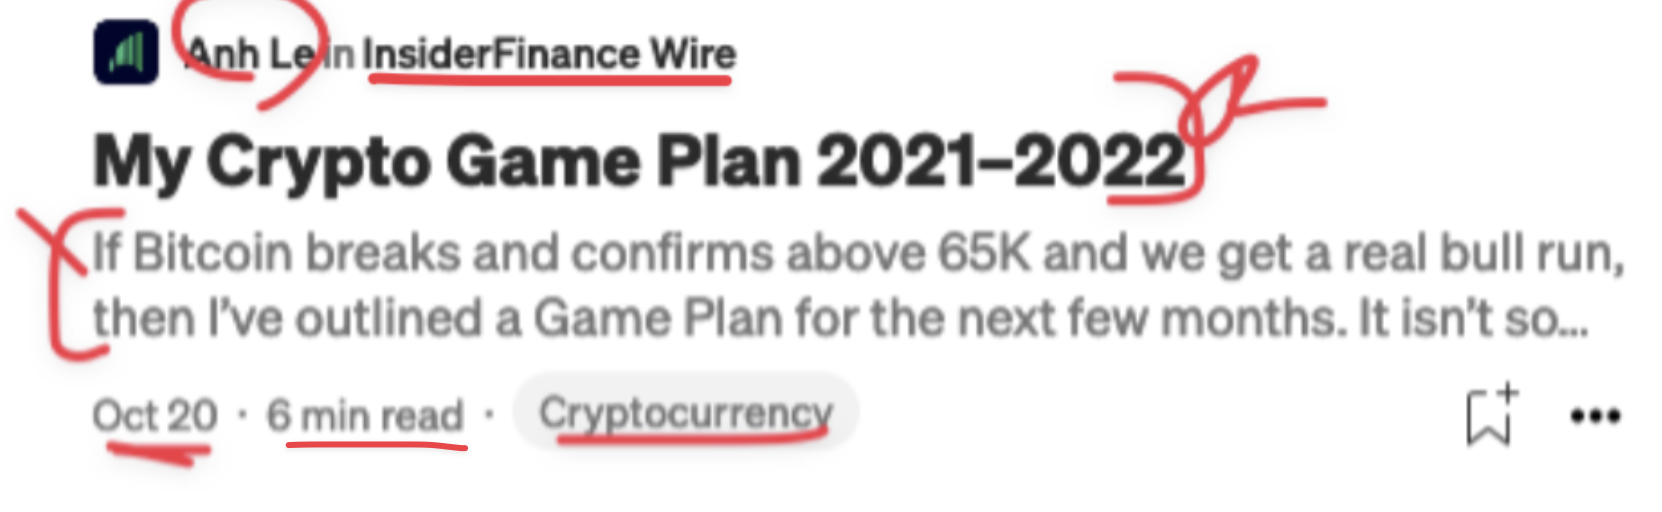 Anh Le in InsiderFinance Wire
My Crypto Game Plan 2021–2022
If Bitcoin breaks and confirms above 65K and we get a real bull run,
then I've outlined a Game Plan for the next few months. It isn't so...
Oct 20 · 6 min read · Cryptocurrency